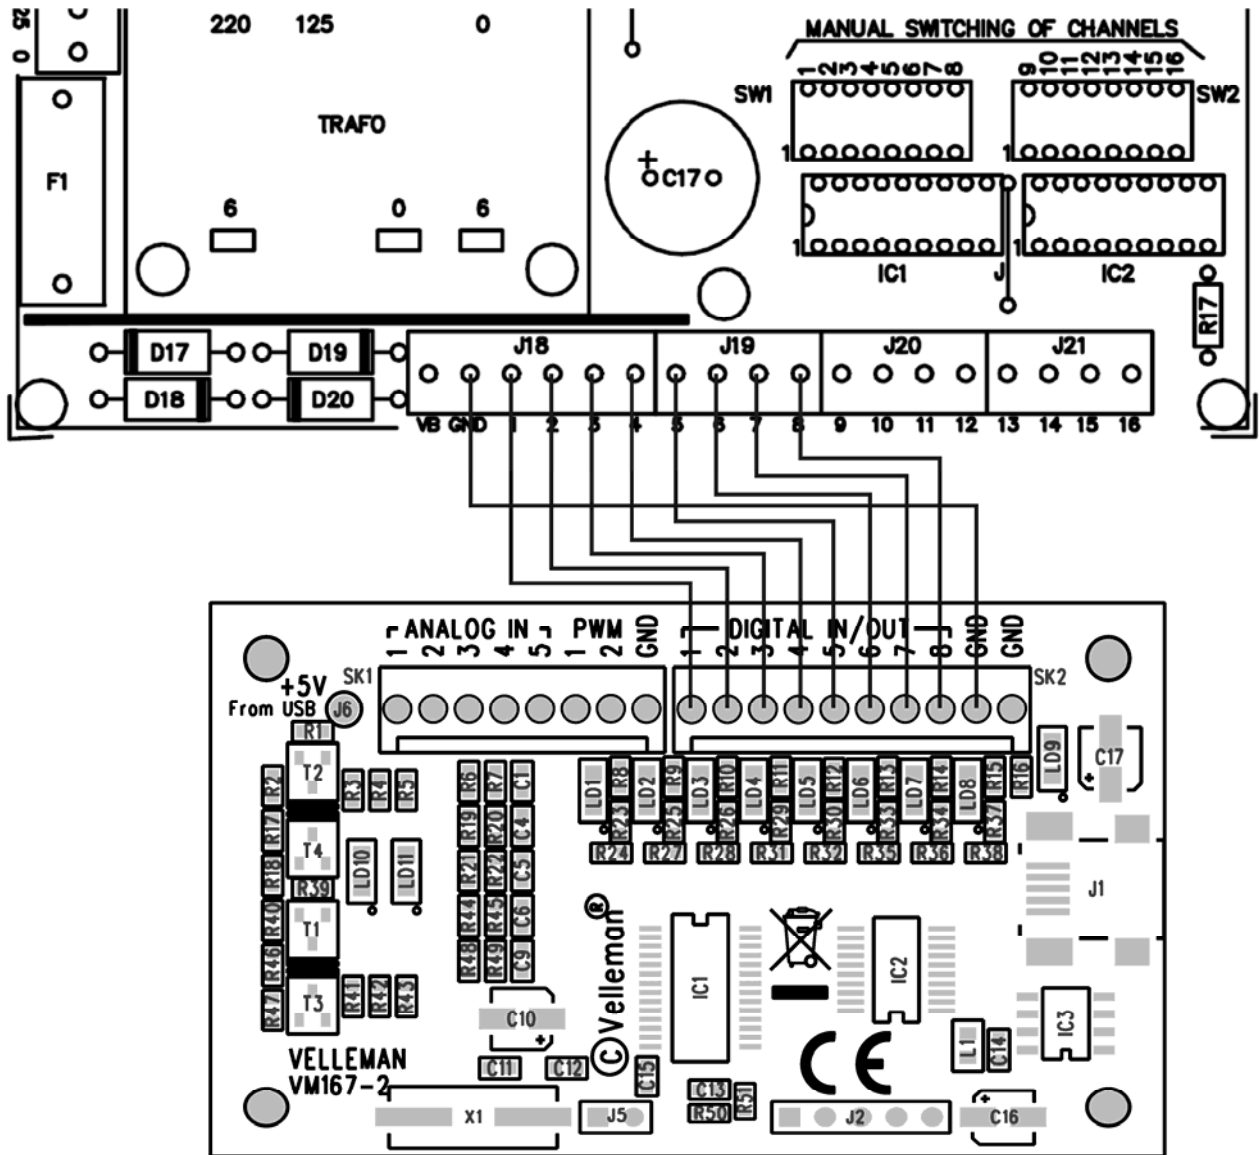 25 0
220 125 0
MANUAL SWITCHING OF CHANNELS
1 2 3 4 5 6 7 8
9 10 11 12 13 14 15 16
SW1
SW2
1
1
TRAFO
F1
+
C17
6 0 6
1
1
IC1
J
IC2
R17
D17 D19
D18 D20
J18 J19 J20 J21
VB GND 1 2 3 4 5 6 7 8 9 10 11 12 13 14 15 16
ANALOG IN PWM GND
1 2 3 4 5 1 2
DIGITAL IN/OUT GND GND
1 2 3 4 5 6 7 8
SK1
SK2
+5V
From USB J6
R1
T2
R2 R3 R4 R5
R17
T4
R18
R39
LD10 LD11
R40
T1
R46
T3
R47 R41 R42 R43
R6 R7 C1
R19 R20 C4
R21 R22 C5
R44 R45 C6
R48 R49 C9
LD1 R8 LD2 R9 LD3 R10 LD4 R11 LD5 R12 LD6 R13 LD7 R14 LD8 R15 R16 LD9
C17
+
R23 R25 R26 R29 R30 R33 R34 R37
R24 R27 R28 R31 R32 R35 R36 R38
J1
© Velleman ®
IC1
IC2
IC3
C10
+
L1 C14
VELLEMAN
VM167-2
C11 C12
C15
C13
R50
R51
CE
X1
J5
J2
+
C16